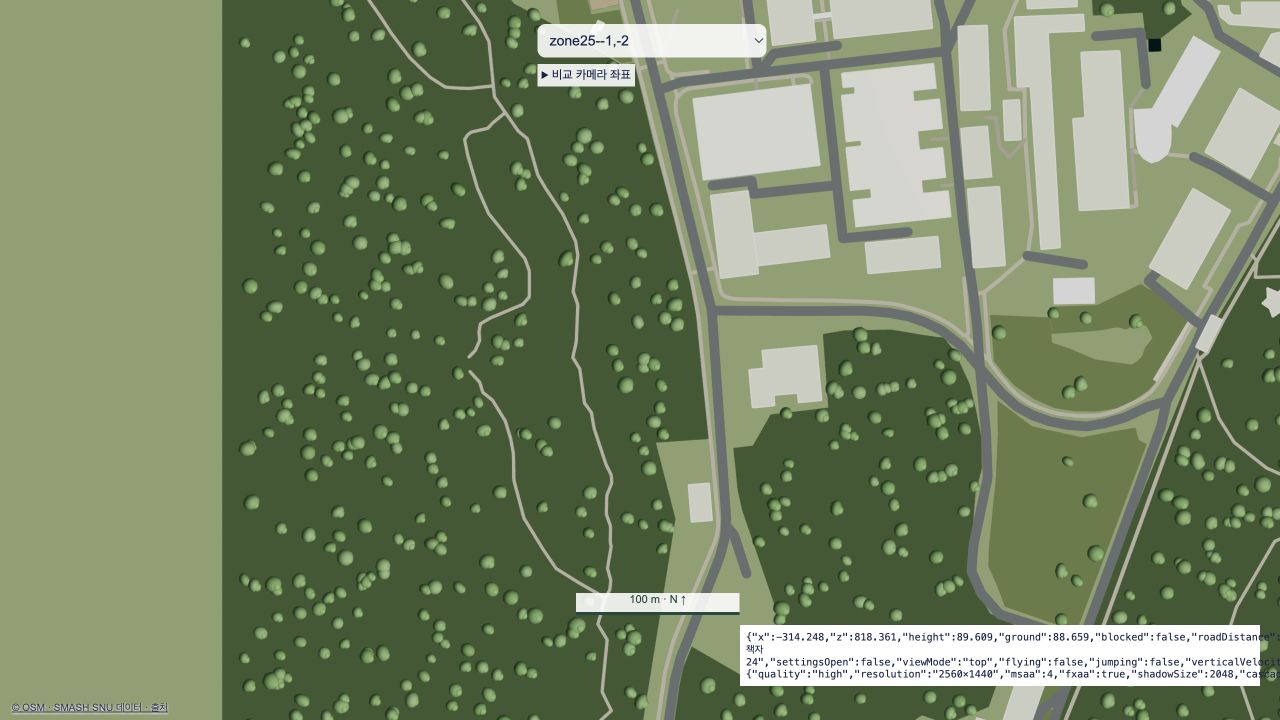 zone25--1,-2
▶ 비교 카메라 좌표
100 m · N ↑
{"x":−314.248,"z":818.361,"height":89.609,"ground":88.659,"blocked":false,"roadDistance":
책자
24","settingsOpen":false,"viewMode":"top","flying":false,"jumping":false,"verticalVeloci
{"quality":"high","resolution":"2560×1440","msaa":4,"fxaa":true,"shadowSize":2048,"casca
© OSM · SMASH SNU 데이터 · 출처